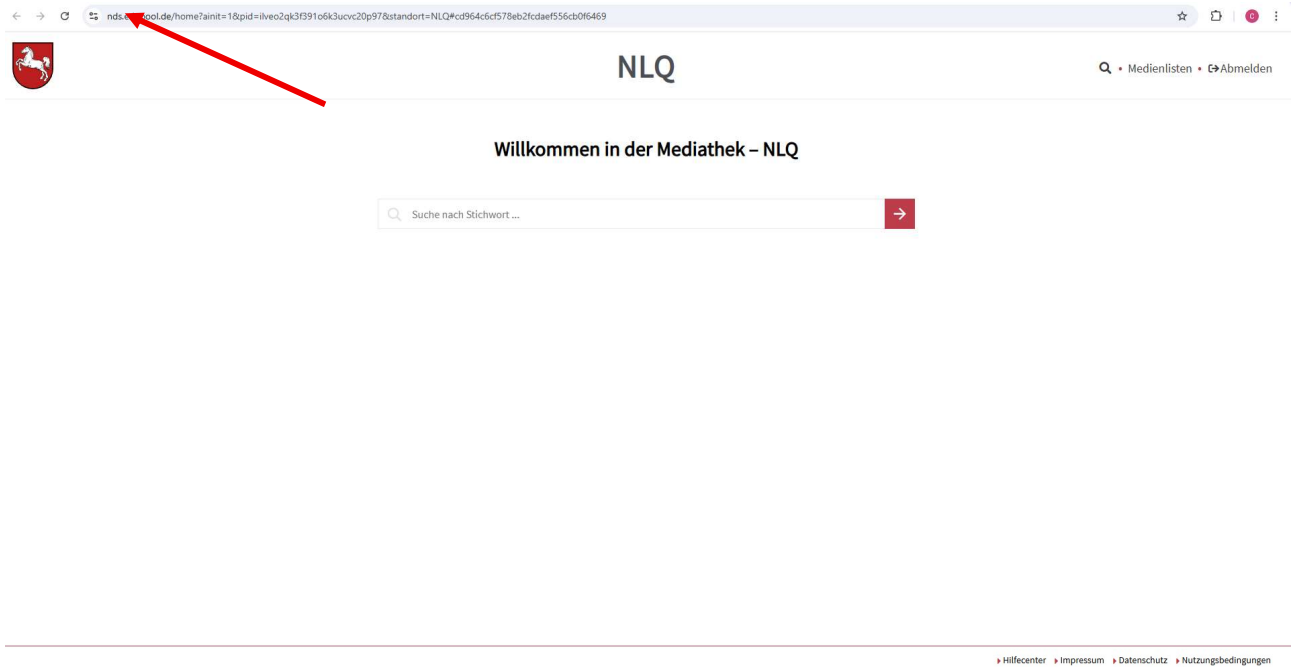 nds. ool.de/home?ainit=1&pid=ilveo2qk3f391o6k3ucvc20p97&standort=NLQ#cd964c6cf578eb2fcdaef556cb0f6469
C
NLQ
• Medienlisten • Abmelden
Willkommen in der Mediathek – NLQ
Suche nach Stichwort ...
Hilfecenter Impressum Datenschutz Nutzungsbedingungen